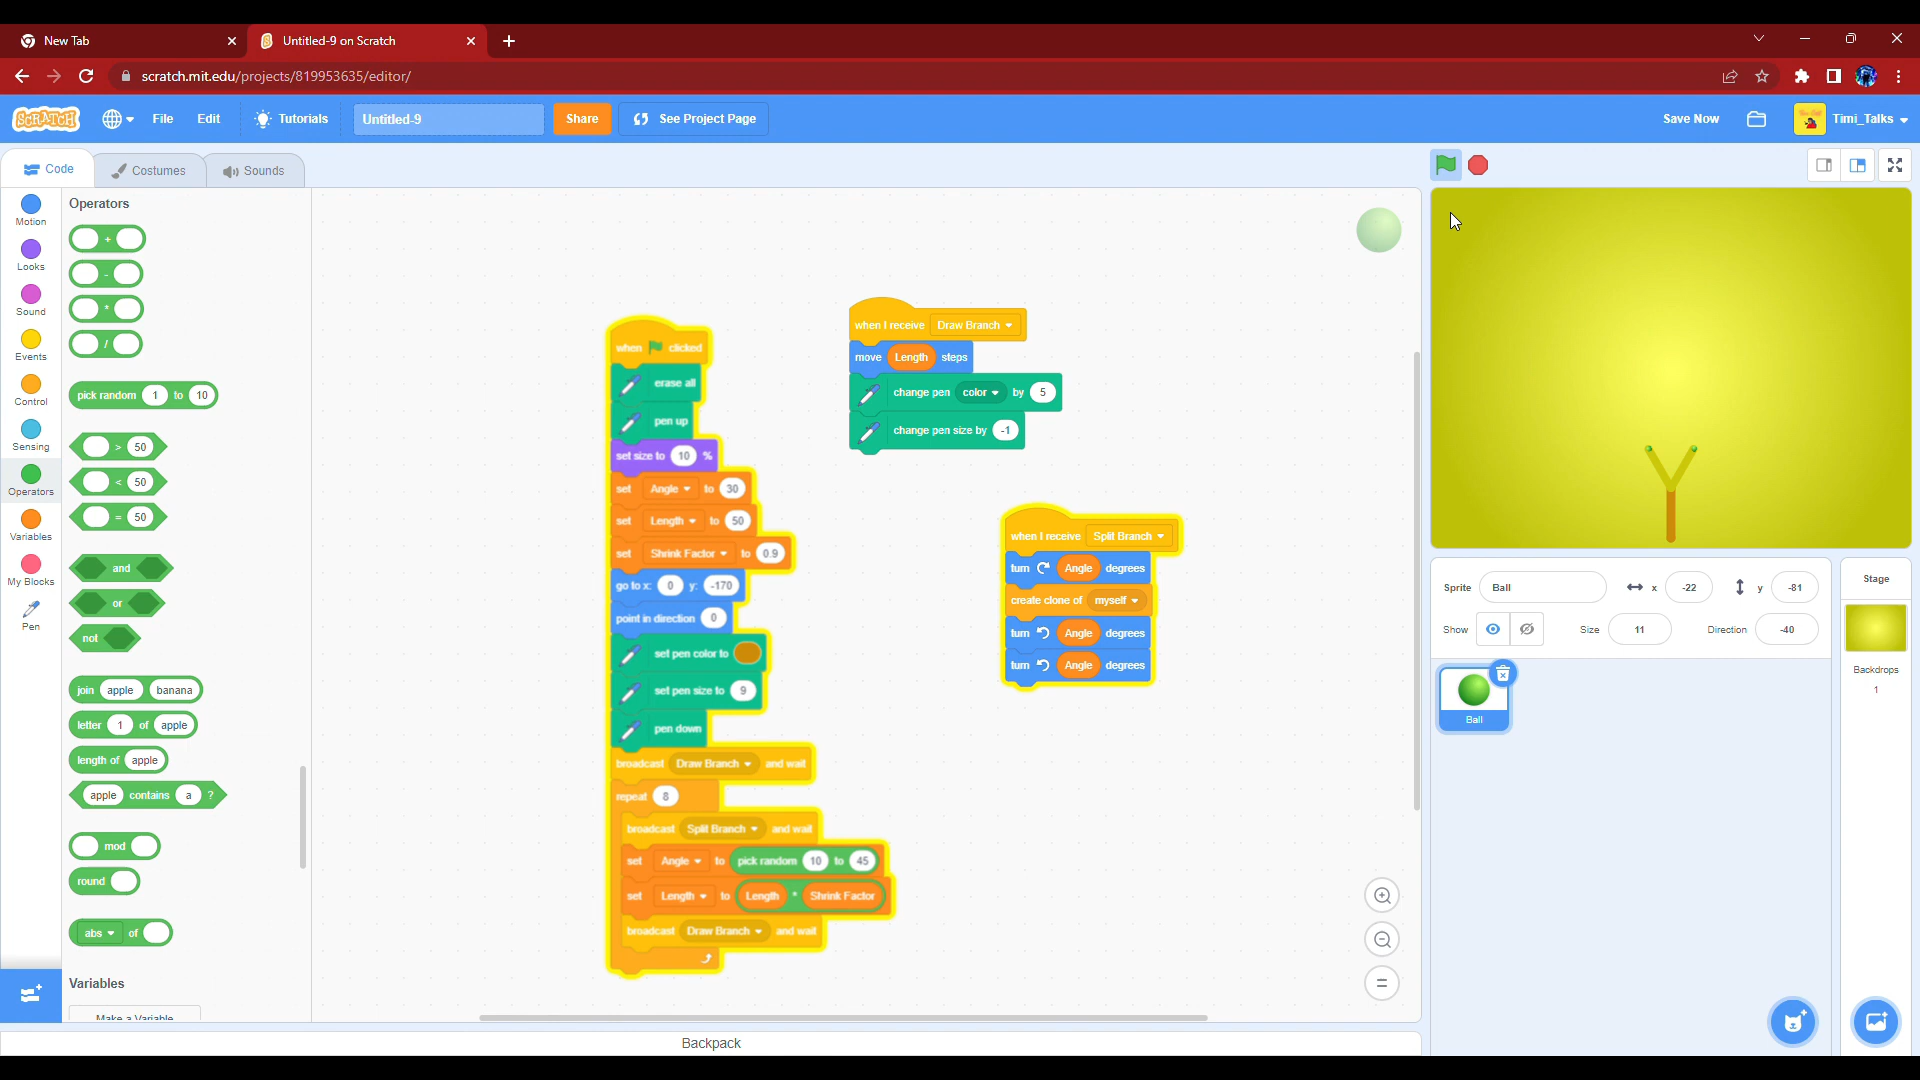 New Tab
Untitled-9 on Scratch
scratch.mit.edu/projects/819953635/editor/
SCRATCH
File
Edit
Tutorials
Untitled-9
Share
See Project Page
Save Now
Timi_Talks
Code
Costumes
Sounds
Motion
Looks
Sound
Events
Control
Sensing
Operators
Variables
My Blocks
Pen
Operators
+
-
*
/
pick random 1 to 10
> 50
< 50
= 50
and
or
not
join apple banana
letter 1 of apple
length of apple
apple contains a ?
mod
round
abs of
Variables
Make a Variable
when clicked
erase all
pen up
set size to 10 %
set Angle to 30
set Length to 50
set Shrink Factor to 0.9
go to x: 0 y: -170
point in direction 0
set pen color to
set pen size to 9
pen down
broadcast Draw Branch and wait
repeat 8
broadcast Split Branch and wait
set Angle to pick random 10 to 45
set Length to Length * Shrink Factor
broadcast Draw Branch and wait
when I receive Draw Branch
move Length steps
change pen color by 5
change pen size by -1
when I receive Split Branch
turn Angle degrees
create clone of myself
turn Angle degrees
turn Angle degrees
Sprite Ball x -22 y -81
Show Size 11 Direction -40
Ball
Stage
Backdrops
1
Backpack